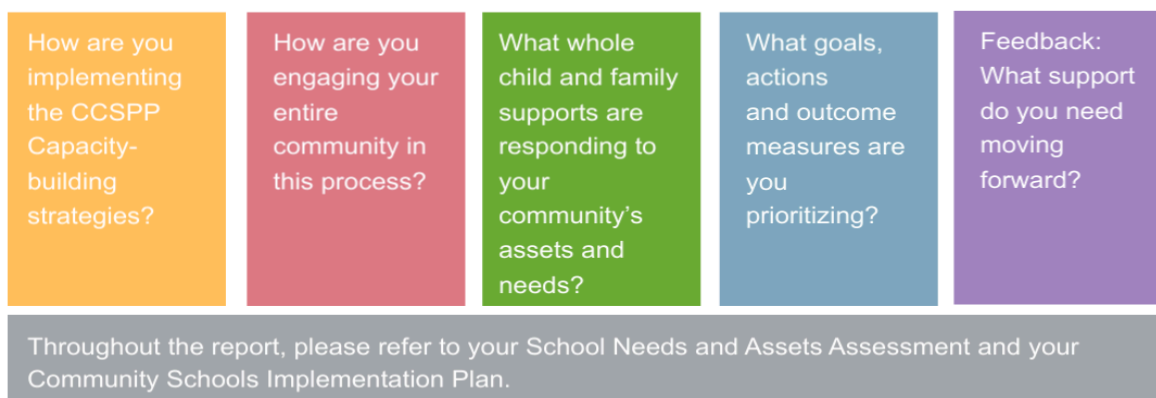 How are you
implementing
the CCSPP
Capacity-
building
strategies?
How are you
engaging your
entire
community in
this process?
What whole
child and family
supports are
responding to
your
community's
assets and
needs?
What goals,
actions
and outcome
measures are
you
prioritizing?
Feedback:
What support
do you need
moving
forward?
Throughout the report, please refer to your School Needs and Assets Assessment and your
Community Schools Implementation Plan.